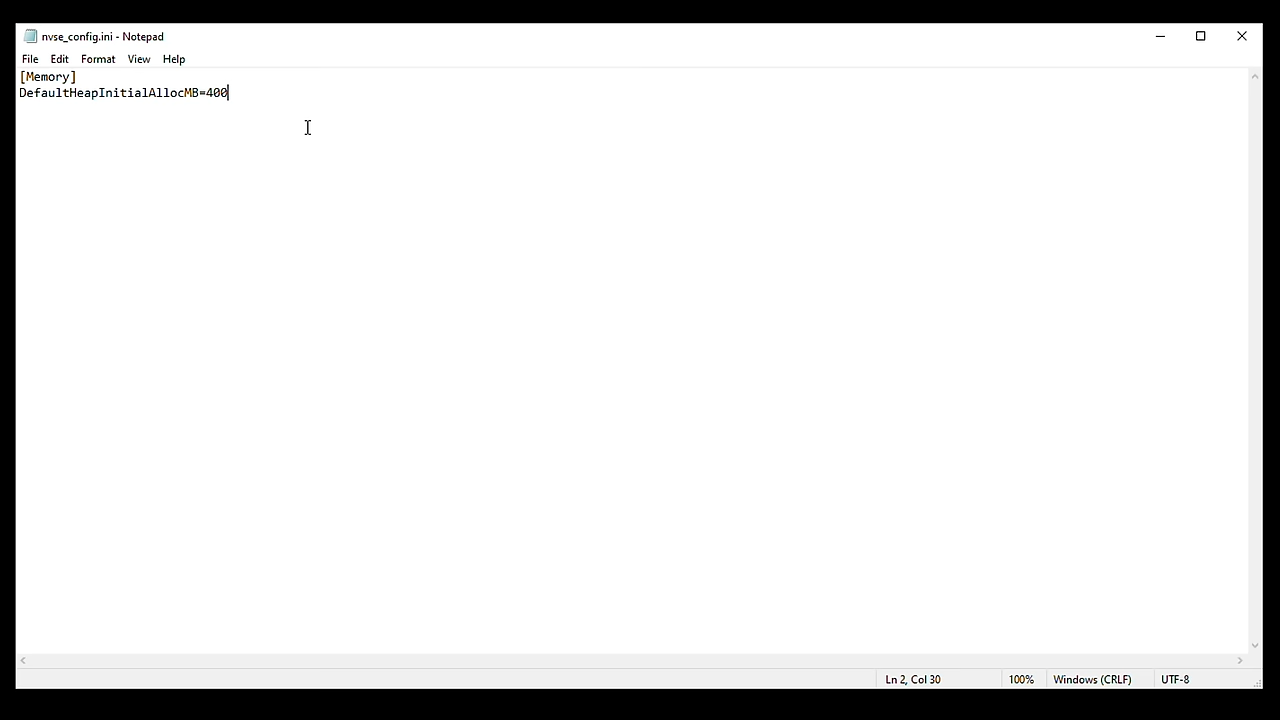 nvse_config.ini - Notepad
File Edit Format View Help
[Memory]
DefaultHeapInitialAllocMB=400
Ln 2, Col 30 100% Windows (CRLF) UTF-8